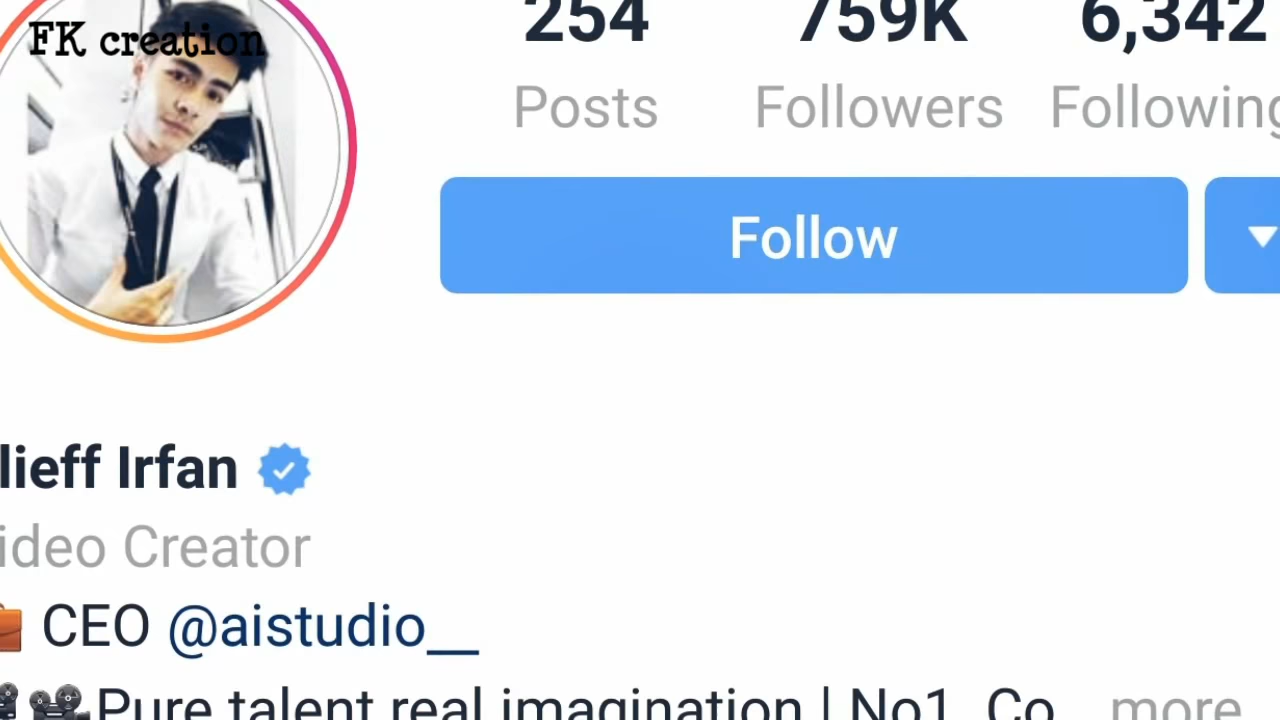 FK creation
254 759K 6,342
Posts Followers Following
Follow
lieff Irfan
ideo Creator
CEO @aistudio__
Pure talent real imagination | No1 Co... more